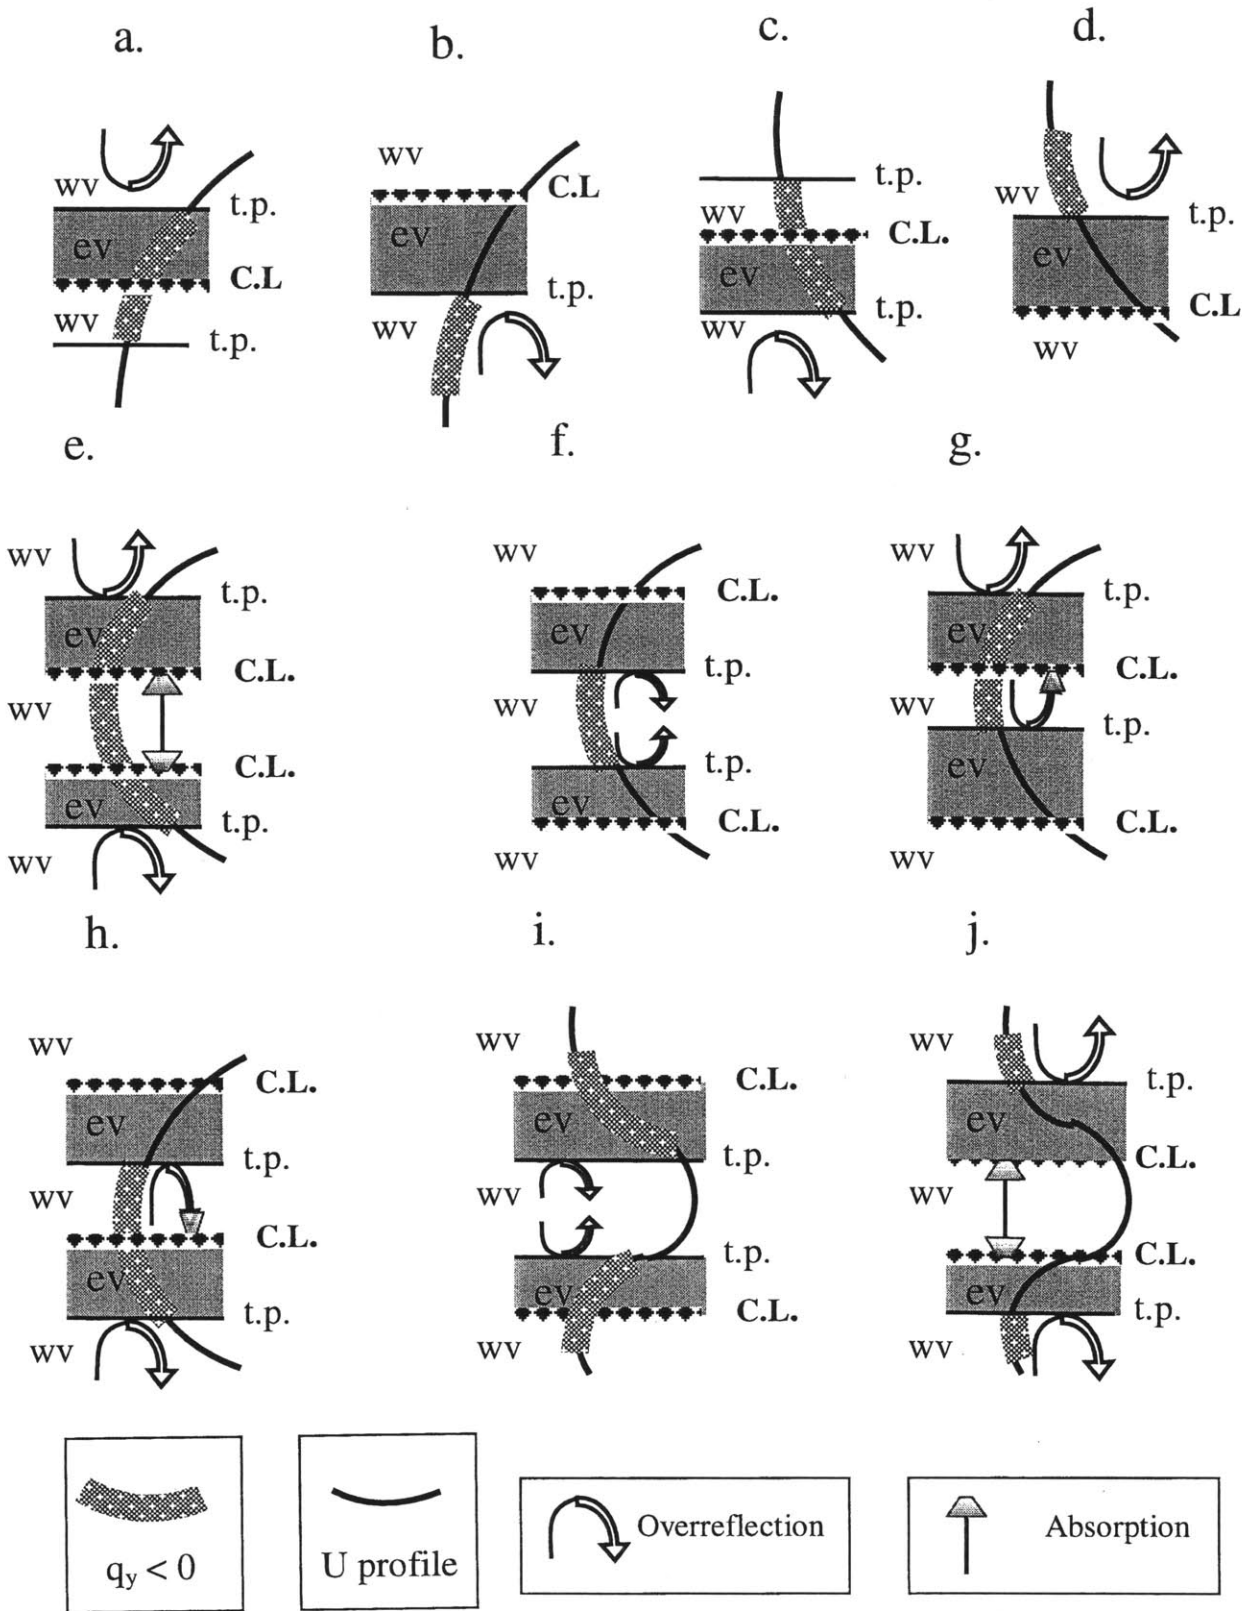 a.
b.
c.
d.
wv
t.p.
ev
C.L
wv
t.p.
wv
C.L
ev
t.p.
wv
t.p.
wv
C.L.
ev
t.p.
wv
wv
t.p.
ev
C.L
wv
e.
f.
g.
wv
t.p.
ev
C.L.
wv
C.L.
ev
t.p.
wv
wv
C.L.
ev
t.p.
wv
t.p.
ev
C.L.
wv
wv
t.p.
ev
C.L.
wv
t.p.
ev
C.L.
wv
h.
i.
j.
wv
C.L.
ev
t.p.
wv
C.L.
ev
t.p.
wv
wv
C.L.
ev
t.p.
wv
t.p.
ev
C.L.
wv
wv
t.p.
ev
C.L.
wv
C.L.
ev
t.p.
wv
qy < 0
U profile
Overreflection
Absorption